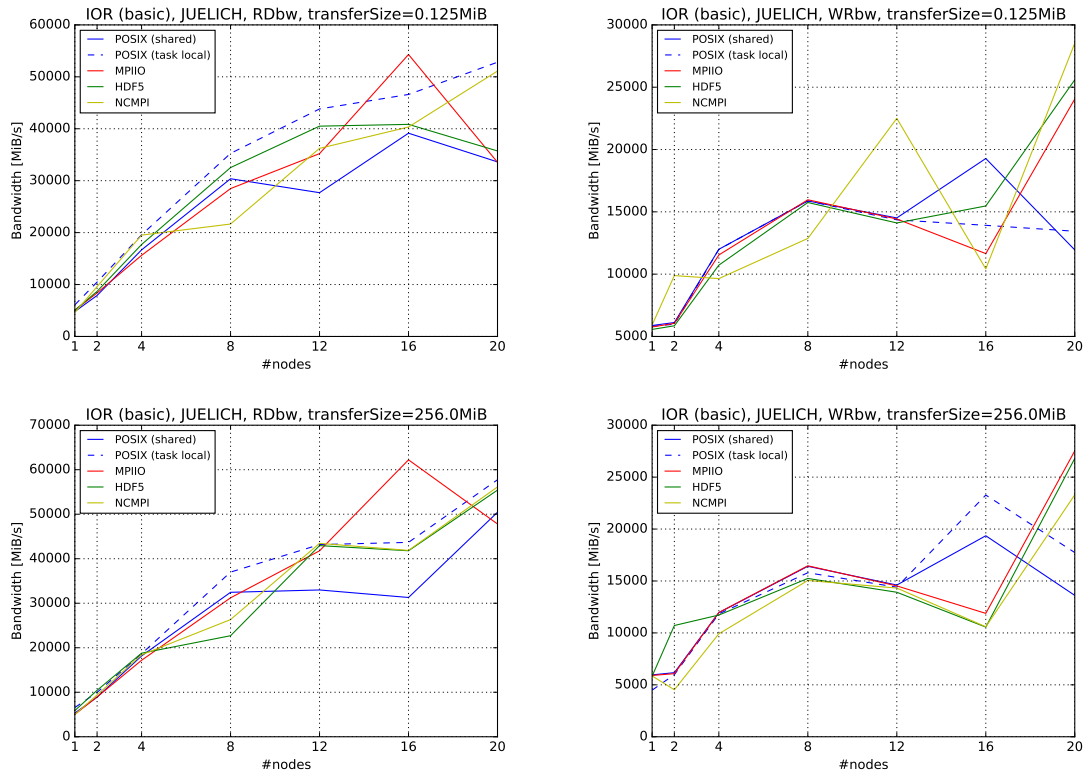 IOR (basic), JUELICH, RDbw, transferSize=0.125MiB
60000
50000
40000
30000
20000
10000
0
Bandwidth [MiB/s]
POSIX (shared)
POSIX (task local)
MPIIO
HDF5
NCMPI
1 2 4 8 12 16 20
#nodes
IOR (basic), JUELICH, WRbw, transferSize=0.125MiB
30000
25000
20000
15000
10000
5000
Bandwidth [MiB/s]
POSIX (shared)
POSIX (task local)
MPIIO
HDF5
NCMPI
1 2 4 8 12 16 20
#nodes
IOR (basic), JUELICH, RDbw, transferSize=256.0MiB
70000
60000
50000
40000
30000
20000
10000
0
Bandwidth [MiB/s]
POSIX (shared)
POSIX (task local)
MPIIO
HDF5
NCMPI
1 2 4 8 12 16 20
#nodes
IOR (basic), JUELICH, WRbw, transferSize=256.0MiB
30000
25000
20000
15000
10000
5000
0
Bandwidth [MiB/s]
POSIX (shared)
POSIX (task local)
MPIIO
HDF5
NCMPI
1 2 4 8 12 16 20
#nodes